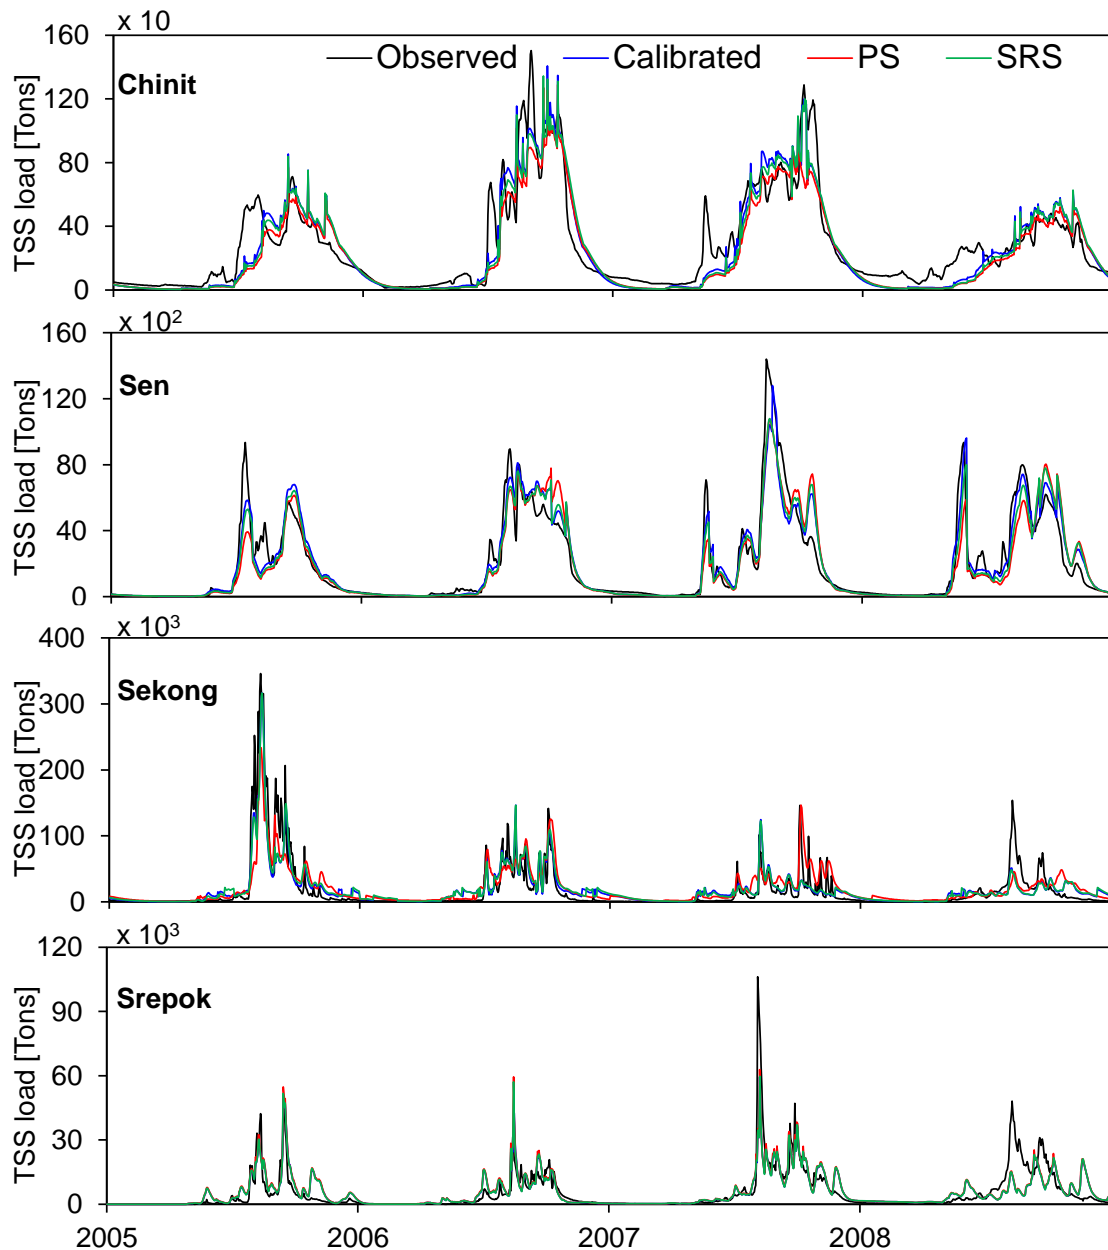 x 10
160
Observed Calibrated PS SRS
Chinit
120
80
40
0
TSS load [Tons]
x 10²
160
Sen
120
80
40
0
TSS load [Tons]
x 10³
400
Sekong
300
200
100
0
TSS load [Tons]
x 10³
120
Srepok
90
60
30
0
TSS load [Tons]
2005 2006 2007 2008